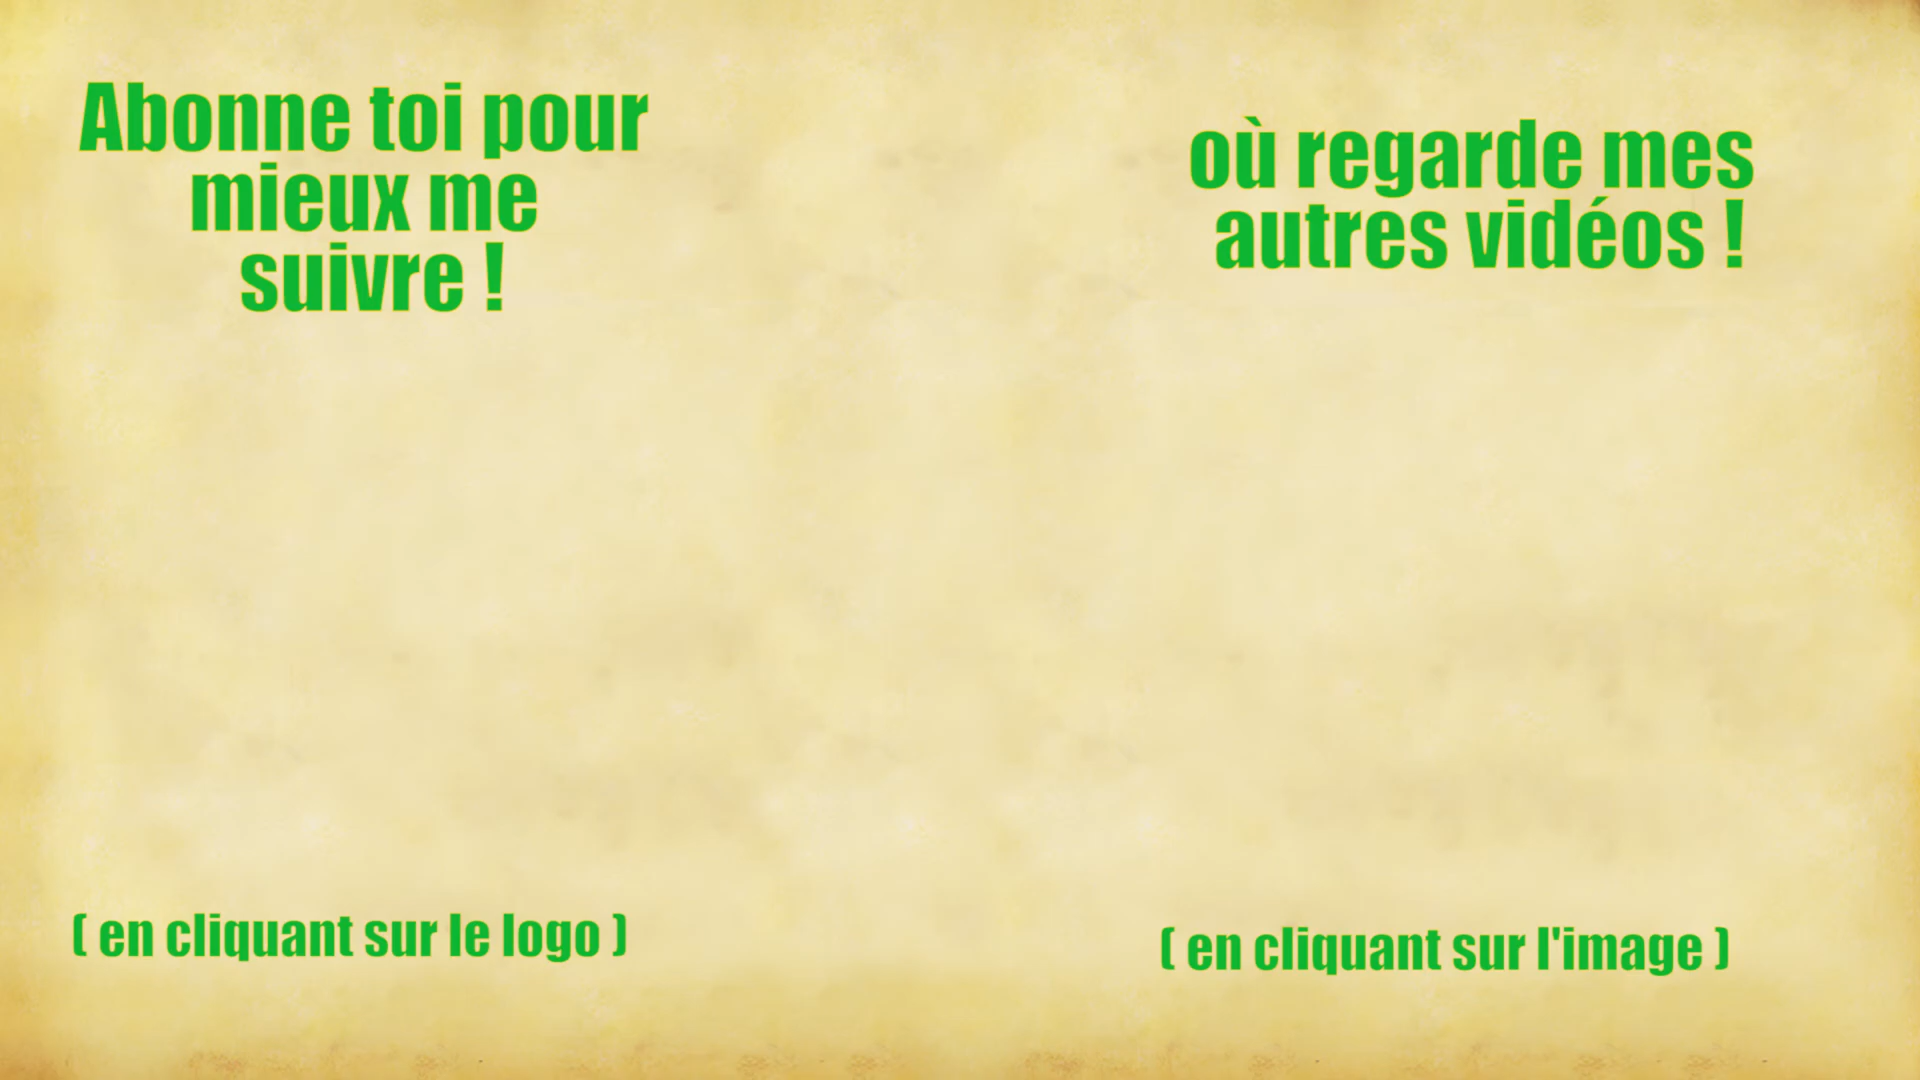 Abonne toi pour
mieux me
suivre !
( en cliquant sur le logo )
où regarde mes
autres vidéos !
( en cliquant sur l'image )